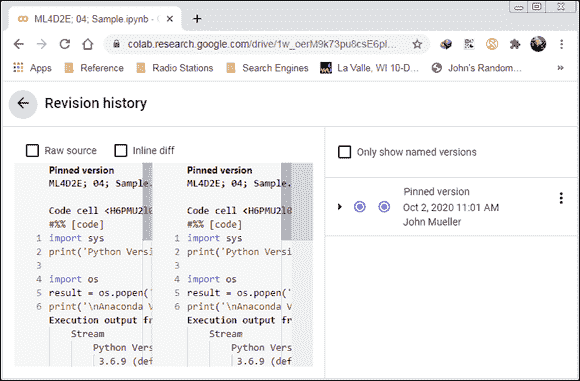 ML4D2E; 04; Sample.ipynb -
colab.research.google.com/drive/1w_oerM9k73pu8csE6pl...
Apps Reference Radio Stations Search Engines La Valle, WI 10-D... John's Random... »
Revision history
Raw source Inline diff
Only show named versions
Pinned version Pinned version
ML4D2E; 04; Sample. ML4D2E; 04; Sample.
Code cell <H6PMU2l0 Code cell <H6PMU2l
#%% [code] #%% [code]
1 import sys 1 import sys
2 print('Python Versi 2 print('Python Versi
3 3
4 import os 4 import os
5 result = os.popen(' 5 result = os.popen('
6 print('\nAnaconda V 6 print('\nAnaconda V
Execution output fr Execution output fr
Stream Stream
Python Ver Python Vers
3.6.9 (def 3.6.9 (def
Pinned version
Oct 2, 2020 11:01 AM
John Mueller